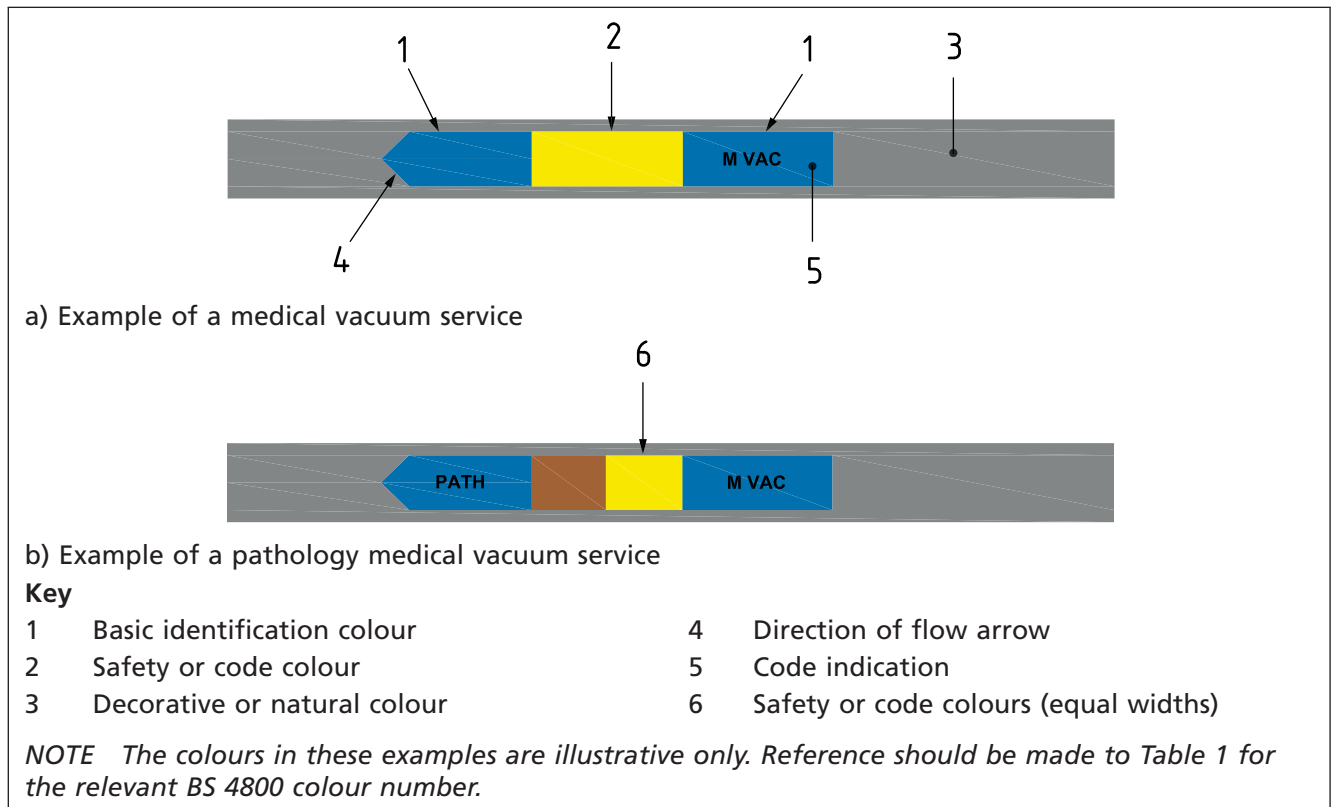 1 2 1 3
M VAC
4 5
a) Example of a medical vacuum service
6
PATH M VAC
b) Example of a pathology medical vacuum service
Key
1 Basic identification colour 4 Direction of flow arrow
2 Safety or code colour 5 Code indication
3 Decorative or natural colour 6 Safety or code colours (equal widths)
NOTE The colours in these examples are illustrative only. Reference should be made to Table 1 for
the relevant BS 4800 colour number.